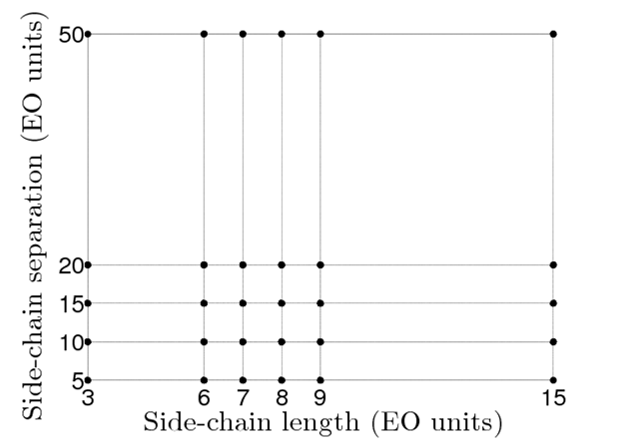 Side-chain separation (EO units)
50
20
15
10
5
3 6 7 8 9 15
Side-chain length (EO units)